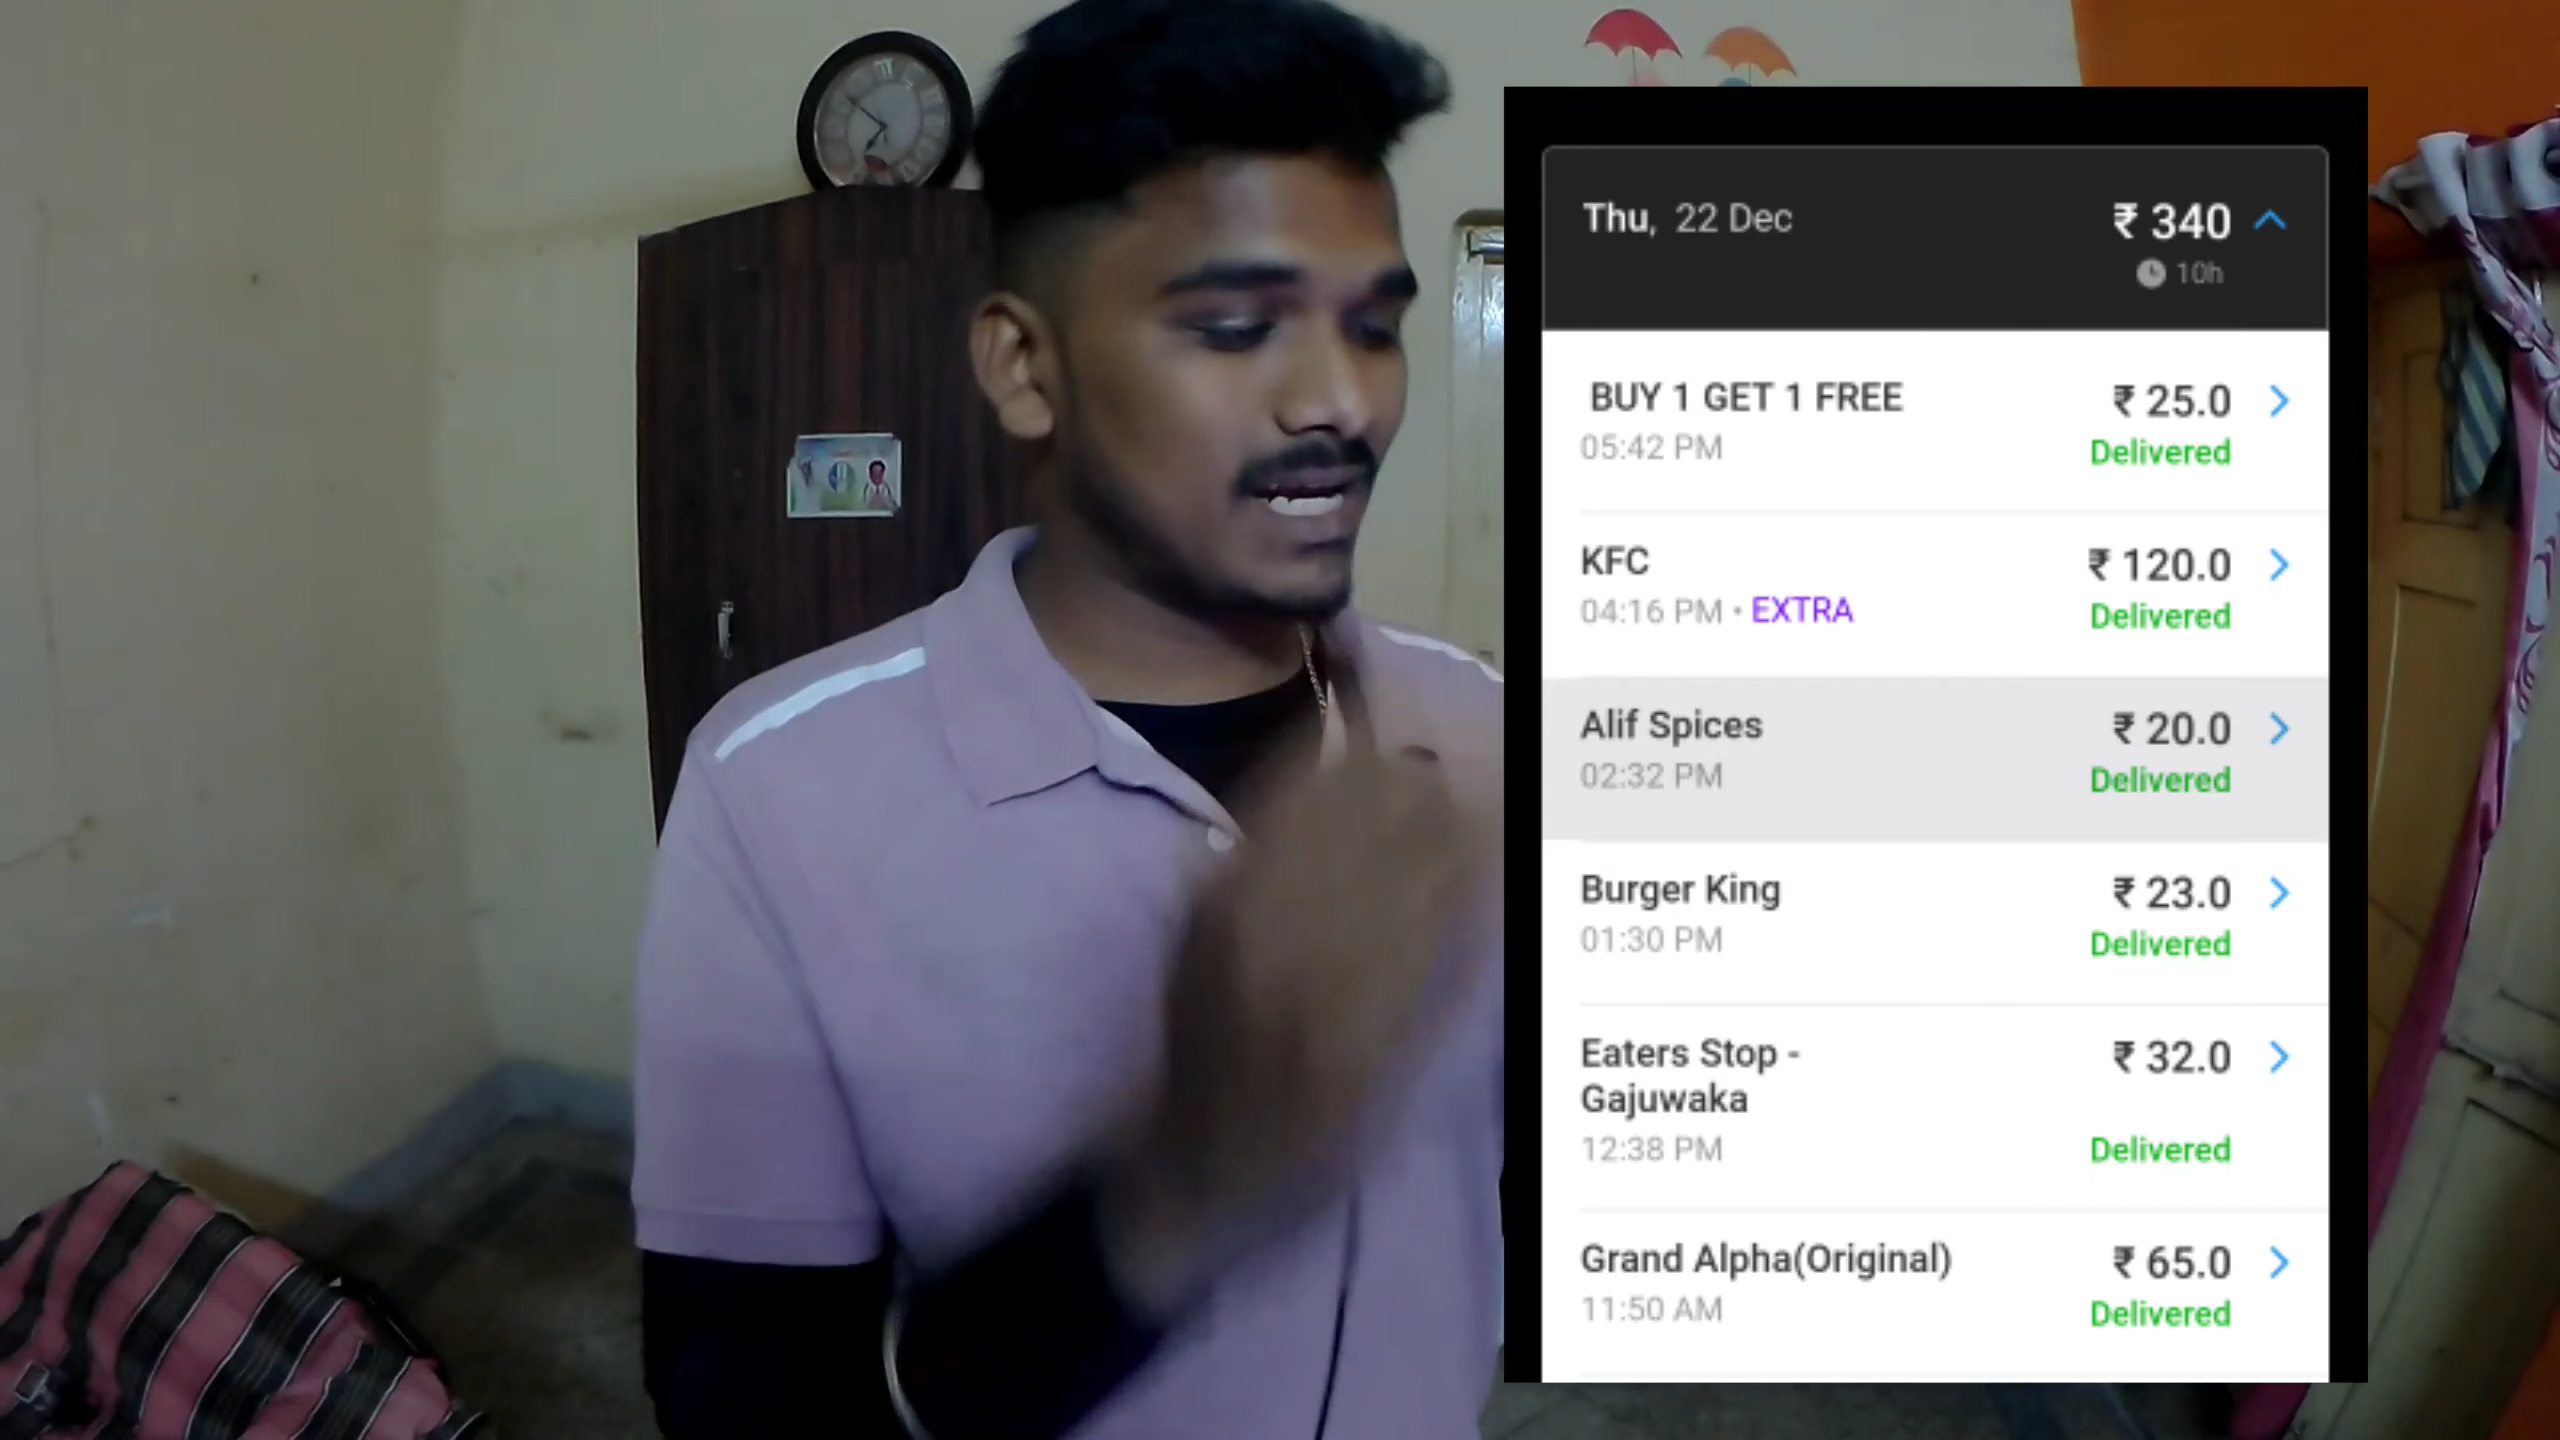 Thu, 22 Dec
₹ 340
10h
BUY 1 GET 1 FREE
₹ 25.0
05:42 PM
Delivered
KFC
₹ 120.0
04:16 PM • EXTRA
Delivered
Alif Spices
₹ 20.0
02:32 PM
Delivered
Burger King
₹ 23.0
01:30 PM
Delivered
Eaters Stop -
Gajuwaka
₹ 32.0
12:38 PM
Delivered
Grand Alpha(Original)
₹ 65.0
11:50 AM
Delivered